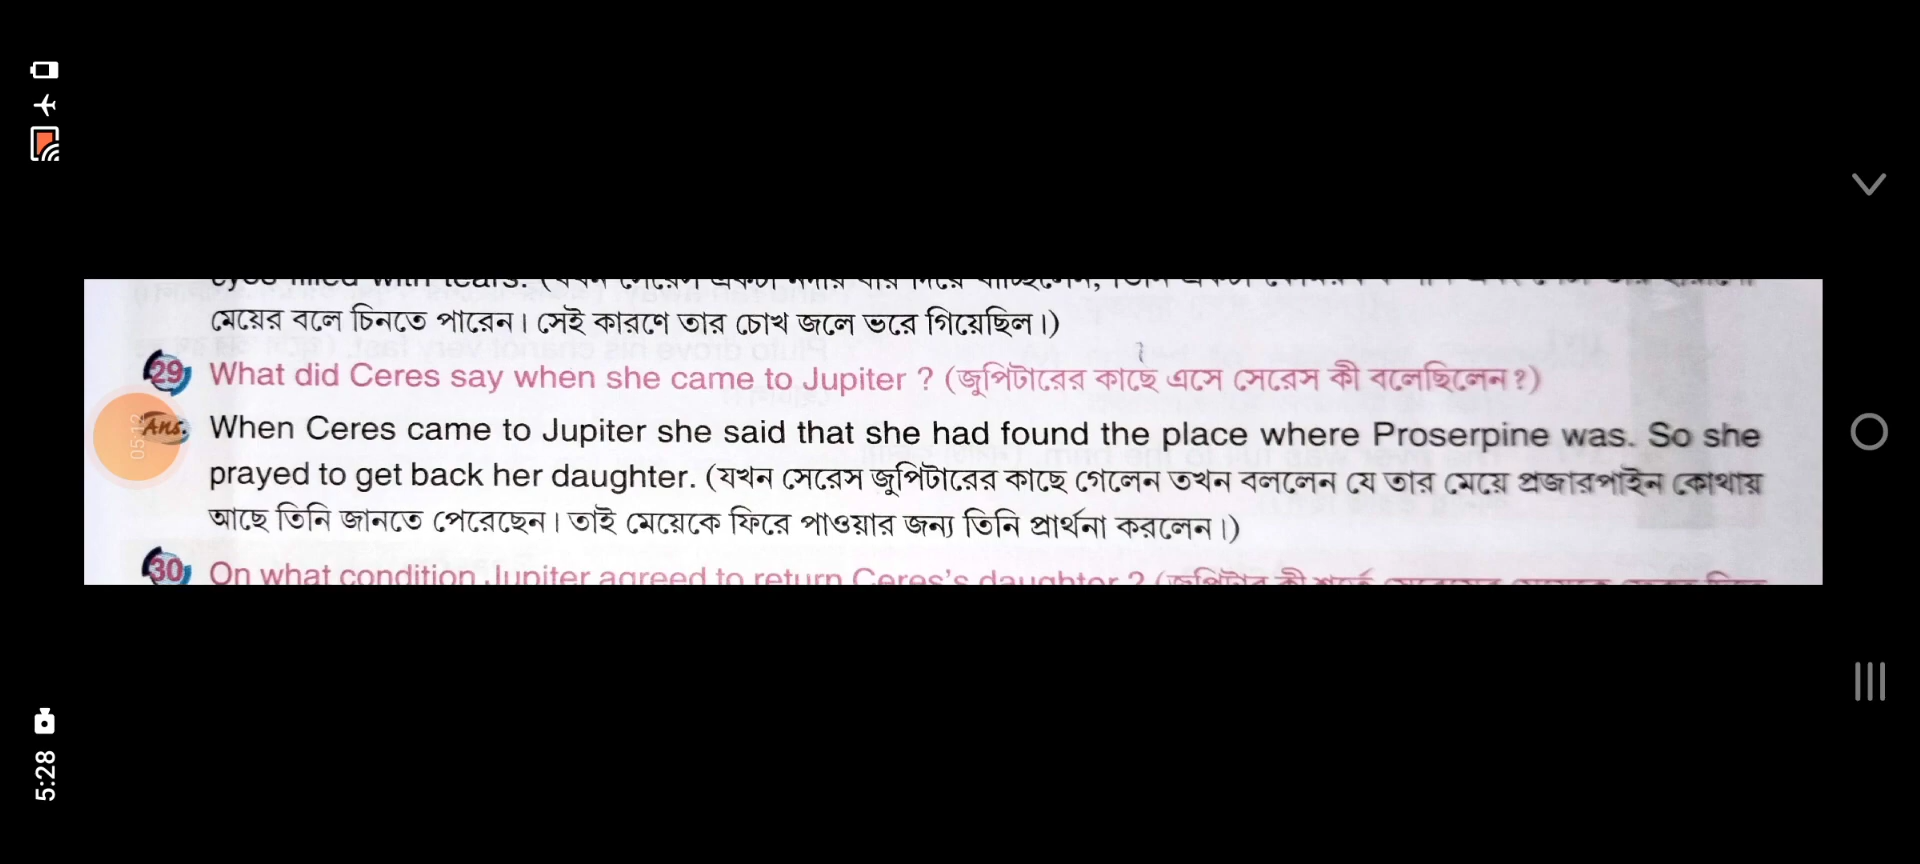 মেয়ের বলে চিনতে পারেন। সেই কারণে তার চোখ জলে ভরে গিয়েছিল।)
29 What did Ceres say when she came to Jupiter ? (জুপিটারের কাছে এসে সেরেস কী বলেছিলেন?)
Ans. When Ceres came to Jupiter she said that she had found the place where Proserpine was. So she
prayed to get back her daughter. (যখন সেরেস জুপিটারের কাছে গেলেন তখন বললেন যে তার মেয়ে প্রজারপাইন কোথায়
আছে তিনি জানতে পেরেছেন। তাই মেয়েকে ফিরে পাওয়ার জন্য তিনি প্রার্থনা করলেন।)
30 On what condition Jupiter agreed to return Ceres's daughter ? (জুপিটার কী শর্তে
05:12
5:28